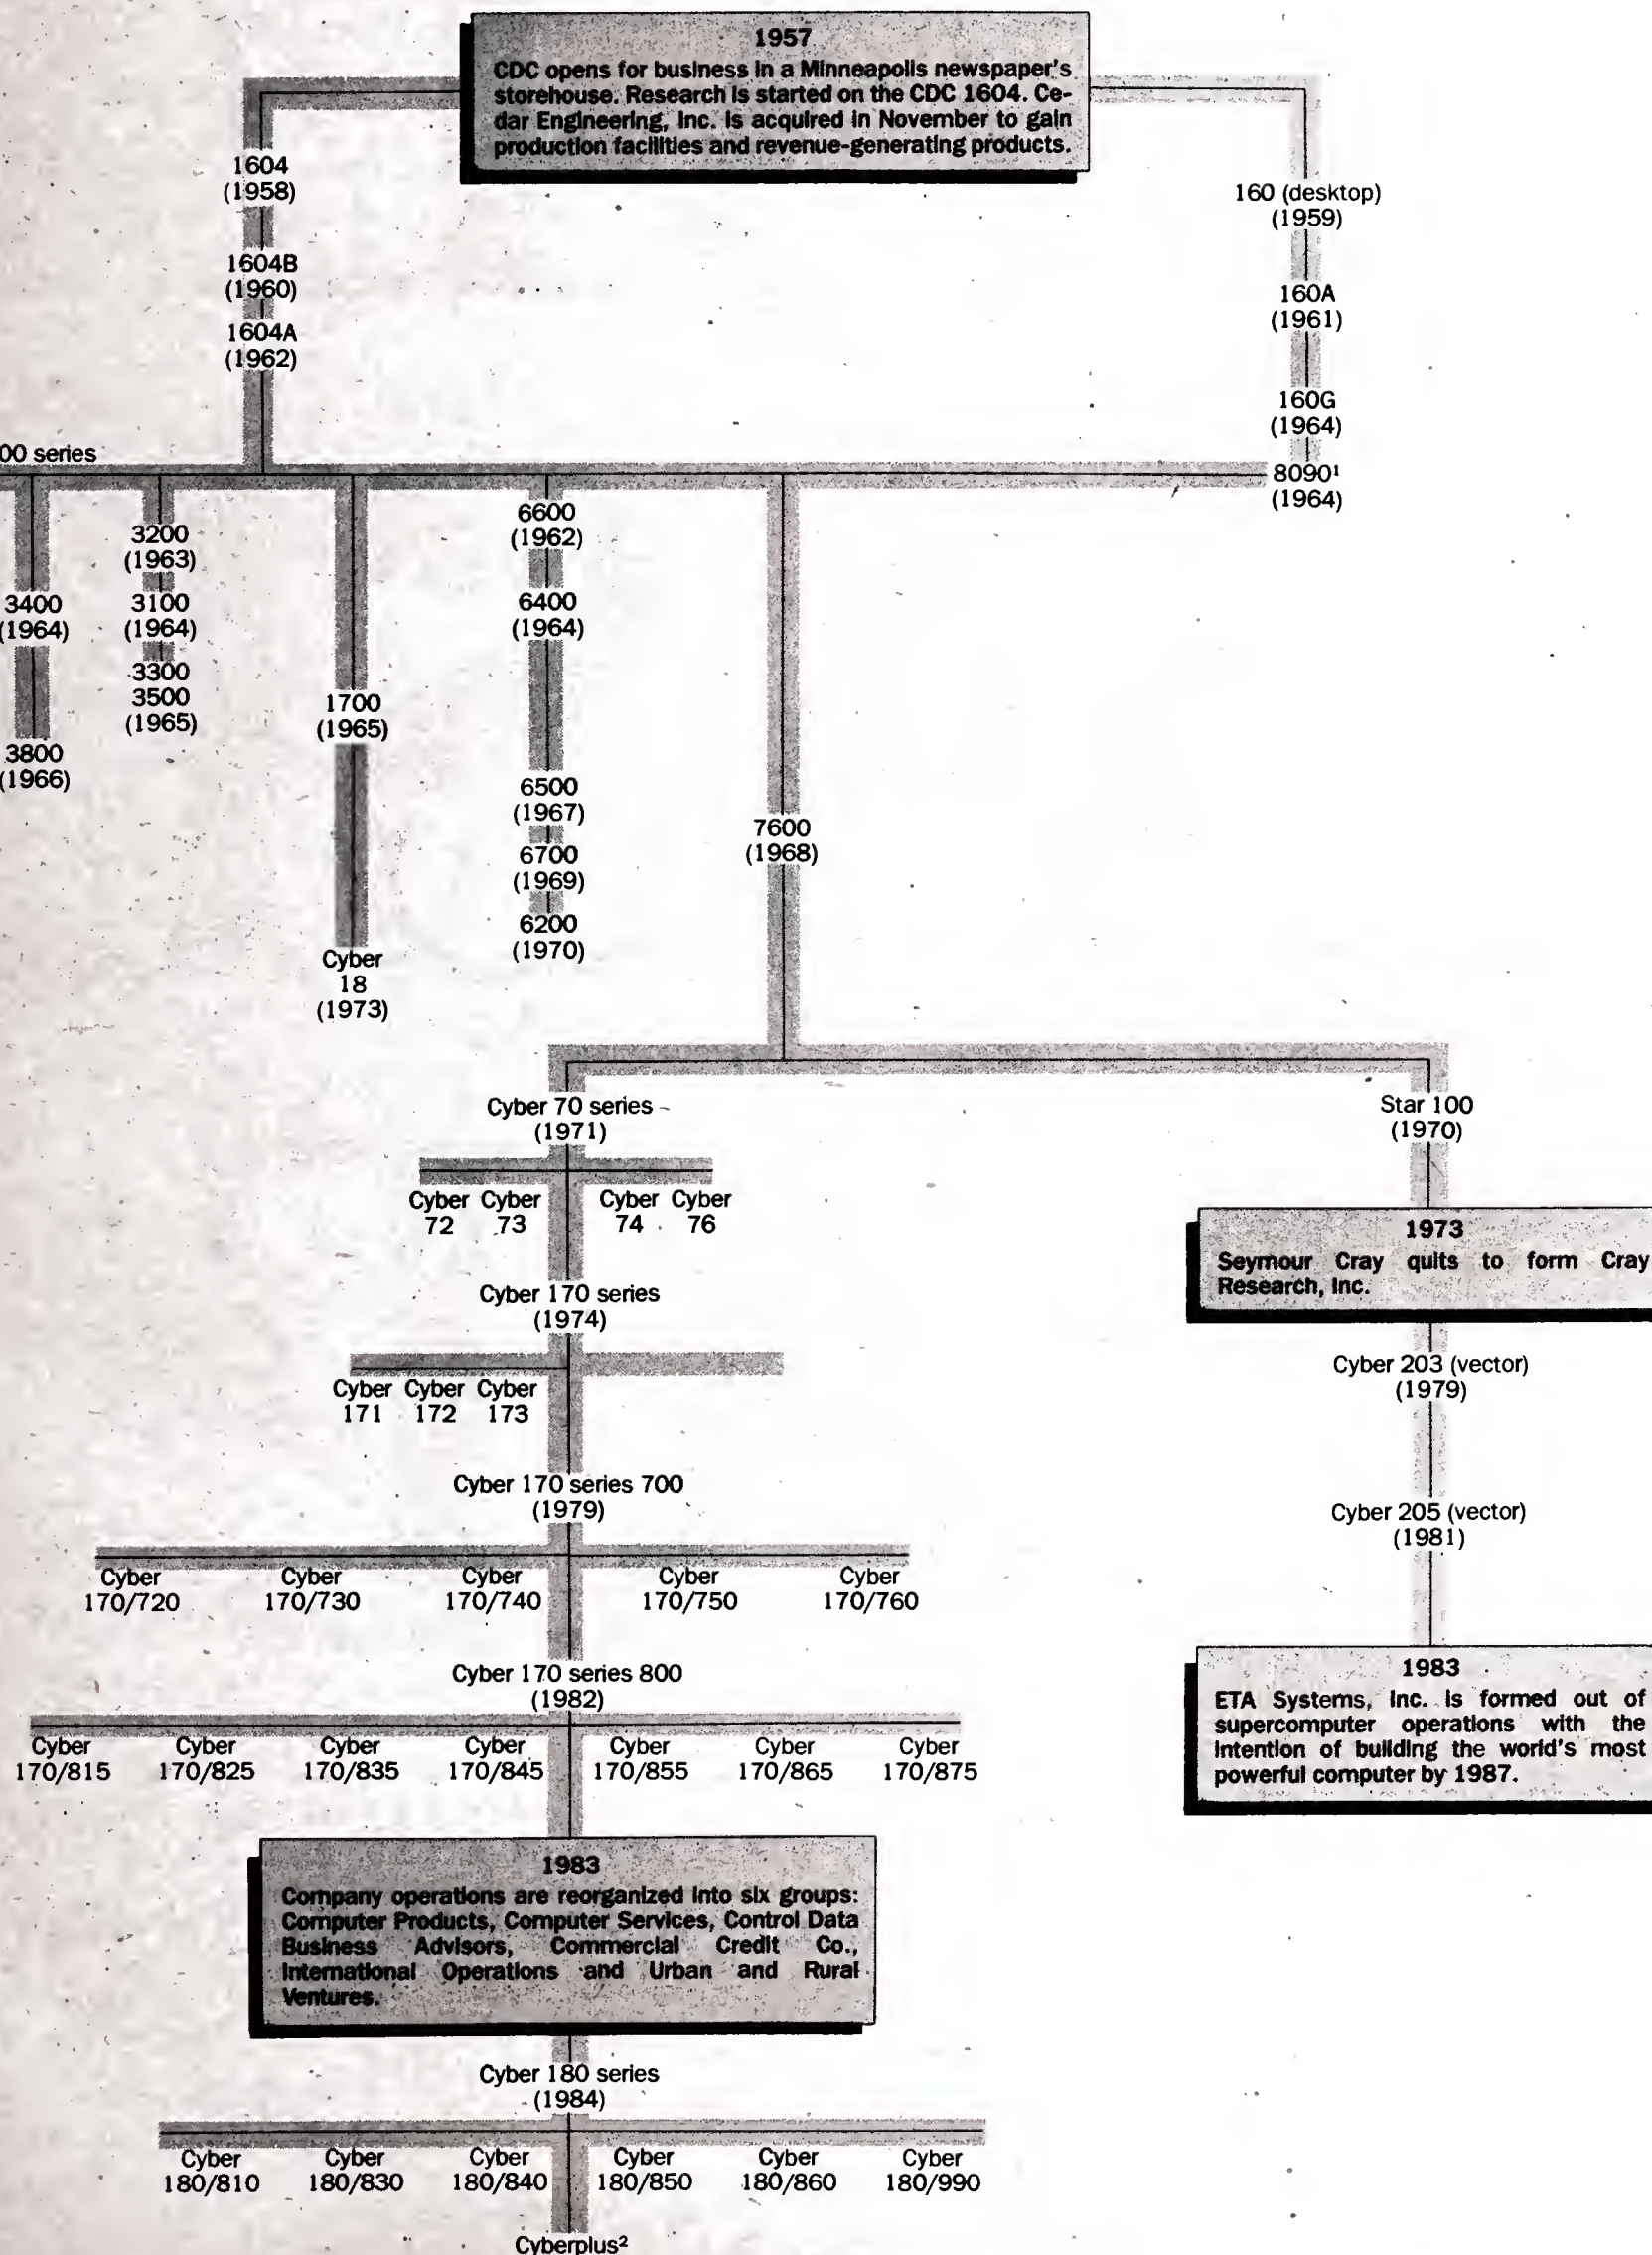 1957
CDC opens for business in a Minneapolis newspaper's
storehouse. Research is started on the CDC 1604. Ce-
dar Engineering, Inc. is acquired in November to gain
production facilities and revenue-generating products.
1604
(1958)
1604B
(1960)
1604A
(1962)
160 (desktop)
(1959)
160A
(1961)
160G
(1964)
8090¹
(1964)
00 series
3400
(1964)
3800
(1966)
3200
(1963)
3100
(1964)
3300
3500
(1965)
1700
(1965)
Cyber
18
(1973)
6600
(1962)
6400
(1964)
6500
(1967)
6700
(1969)
6200
(1970)
7600
(1968)
Cyber 70 series
(1971)
Cyber Cyber Cyber Cyber
72 73 74 76
Cyber 170 series
(1974)
Cyber Cyber Cyber
171 172 173
Cyber 170 series 700
(1979)
Cyber Cyber Cyber Cyber Cyber
170/720 170/730 170/740 170/750 170/760
Cyber 170 series 800
(1982)
Cyber Cyber Cyber Cyber Cyber Cyber Cyber
170/815 170/825 170/835 170/845 170/855 170/865 170/875
1983
Company operations are reorganized into six groups:
Computer Products, Computer Services, Control Data
Business Advisors, Commercial Credit Co.,
International Operations and Urban and Rural
Ventures.
Cyber 180 series
(1984)
Cyber Cyber Cyber Cyber Cyber Cyber
180/810 180/830 180/840 180/850 180/860 180/990
Cyberplus²
Star 100
(1970)
1973
Seymour Cray quits to form Cray
Research, Inc.
Cyber 203 (vector)
(1979)
Cyber 205 (vector)
(1981)
1983
ETA Systems, Inc. is formed out of
supercomputer operations with the
intention of building the world's most
powerful computer by 1987.